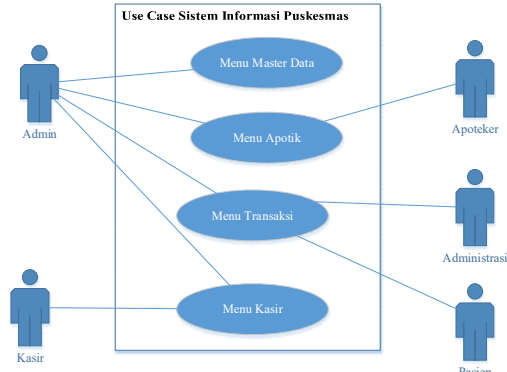 Use Case Sistem Informasi Puskesmas
Menu Master Data
Admin
Menu Apotik
Apoteker
Menu Transaksi
Administrasi
Menu Kasir
Kasir
Pasien